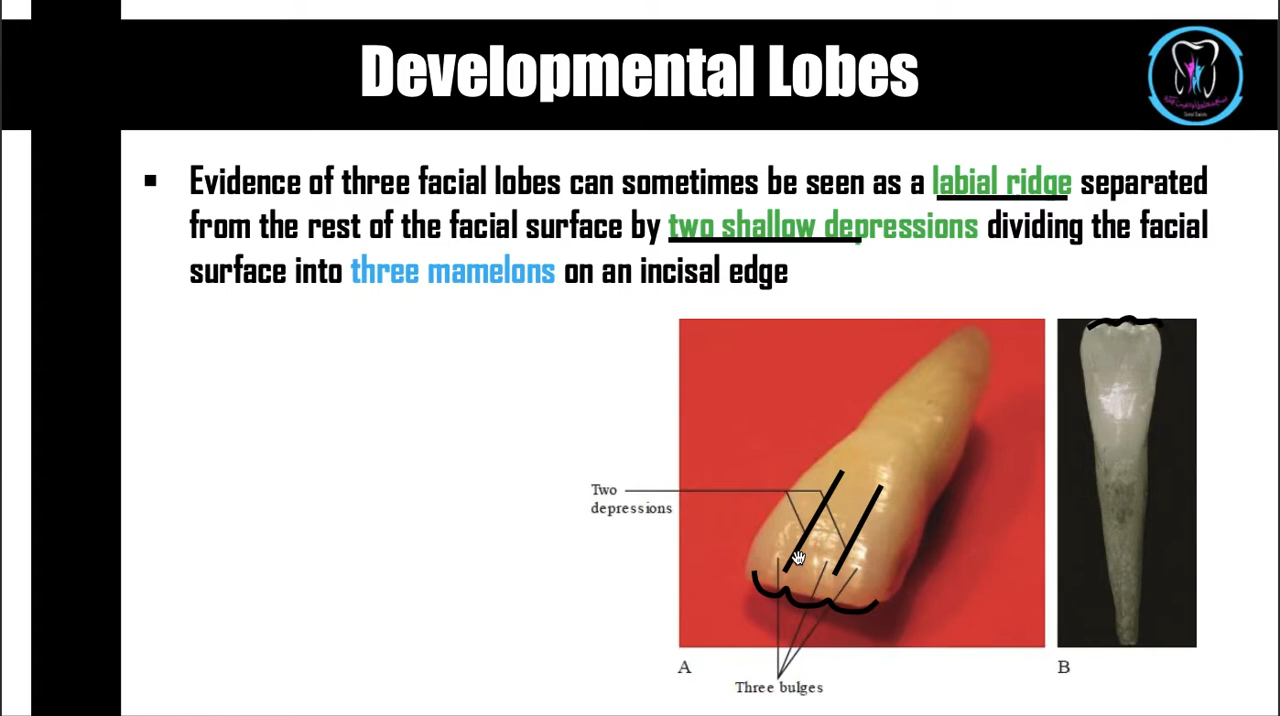 Developmental Lobes
Dental Society
▪ Evidence of three facial lobes can sometimes be seen as a labial ridge separated
from the rest of the facial surface by two shallow depressions dividing the facial
surface into three mamelons on an incisal edge
Two
depressions
A
B
Three bulges